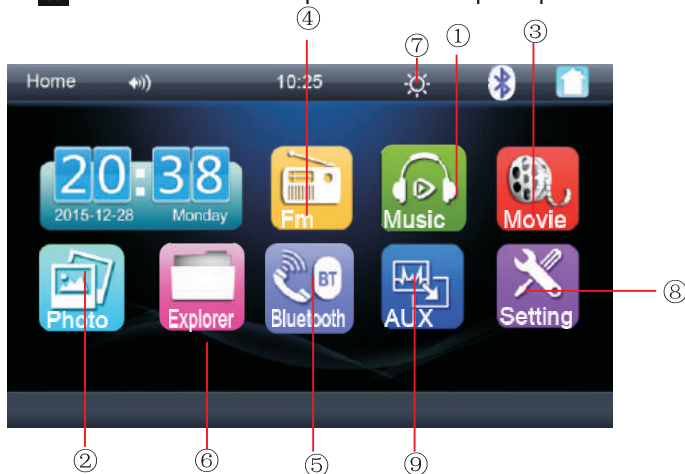 ④ ⑦ ① ③
Home 10:25
20:38
2015-12-28 Monday
Fm Music Movie
BT
Photo Explorer Bluetooth AUX Setting
⑧
② ⑥ ⑤ ⑨